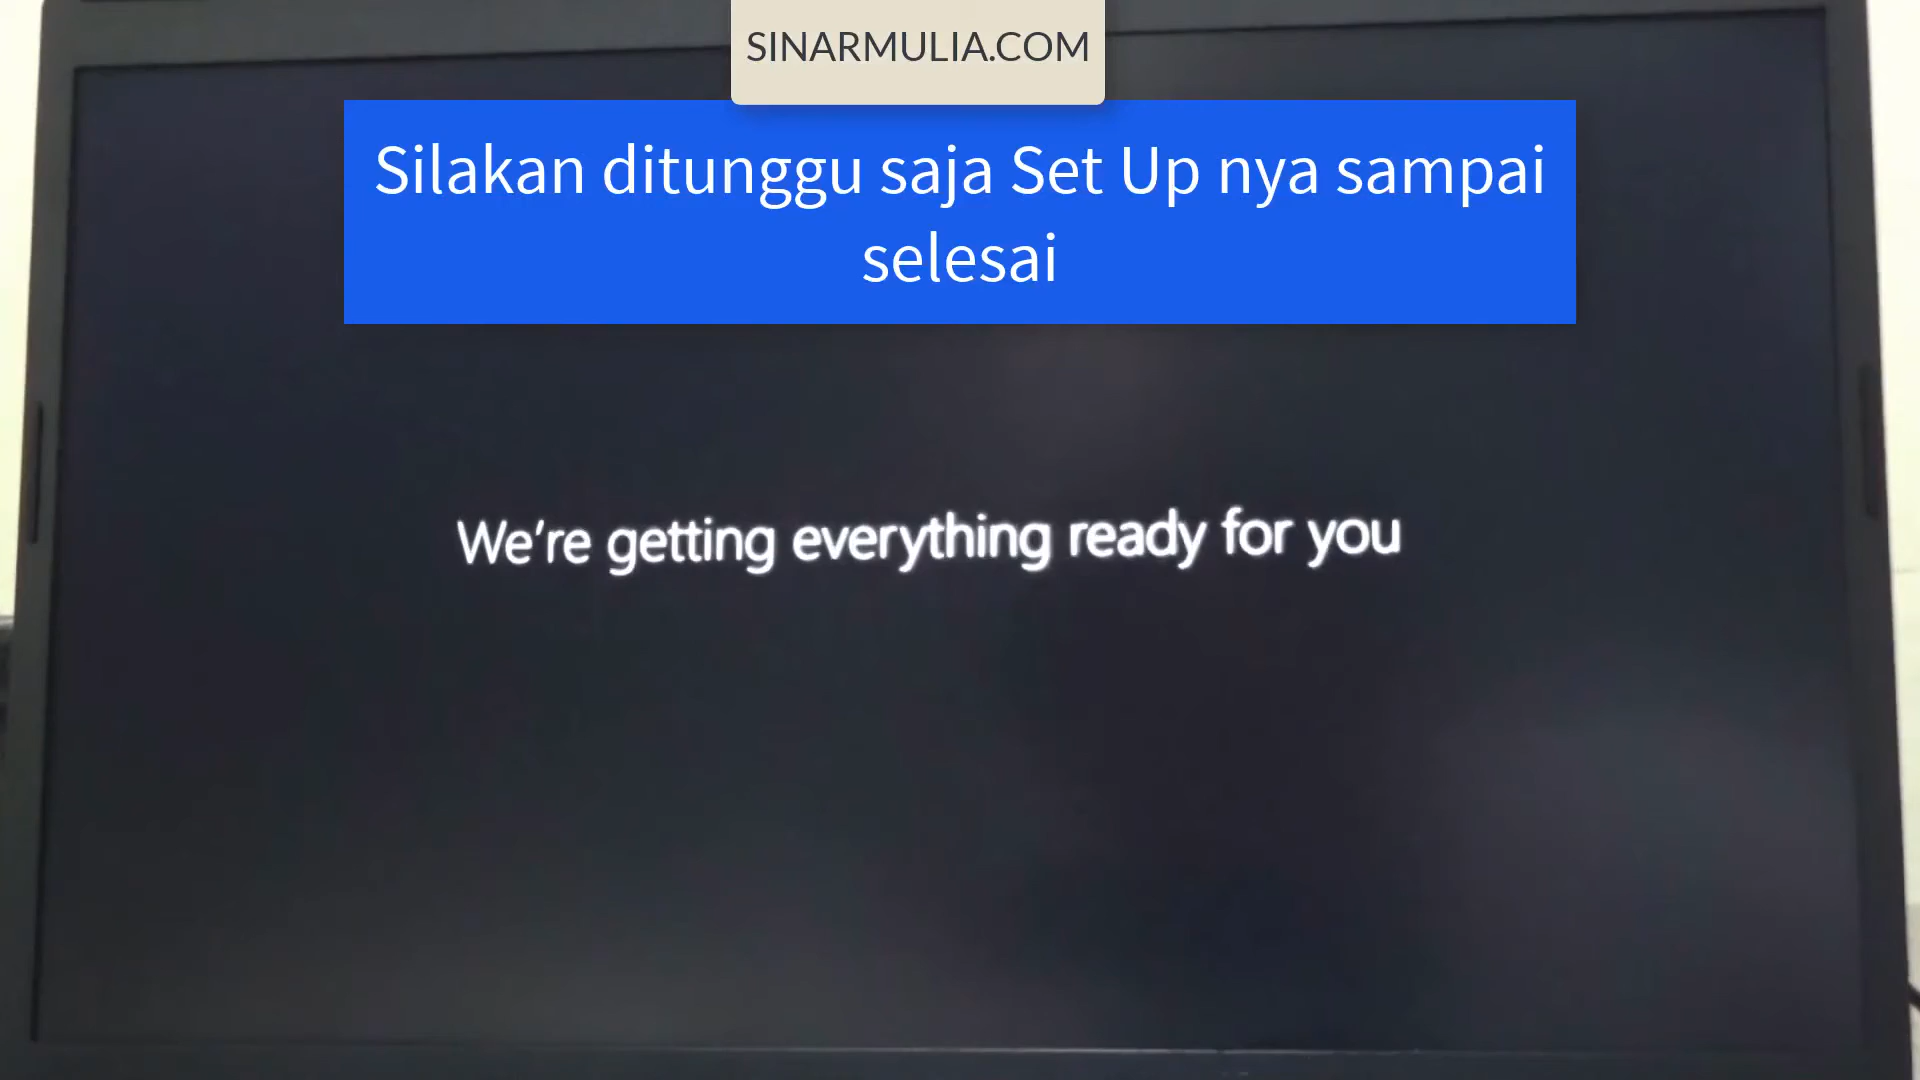 SINARMULIA.COM
Silakan ditunggu saja Set Up nya sampai
selesai
We're getting everything ready for you